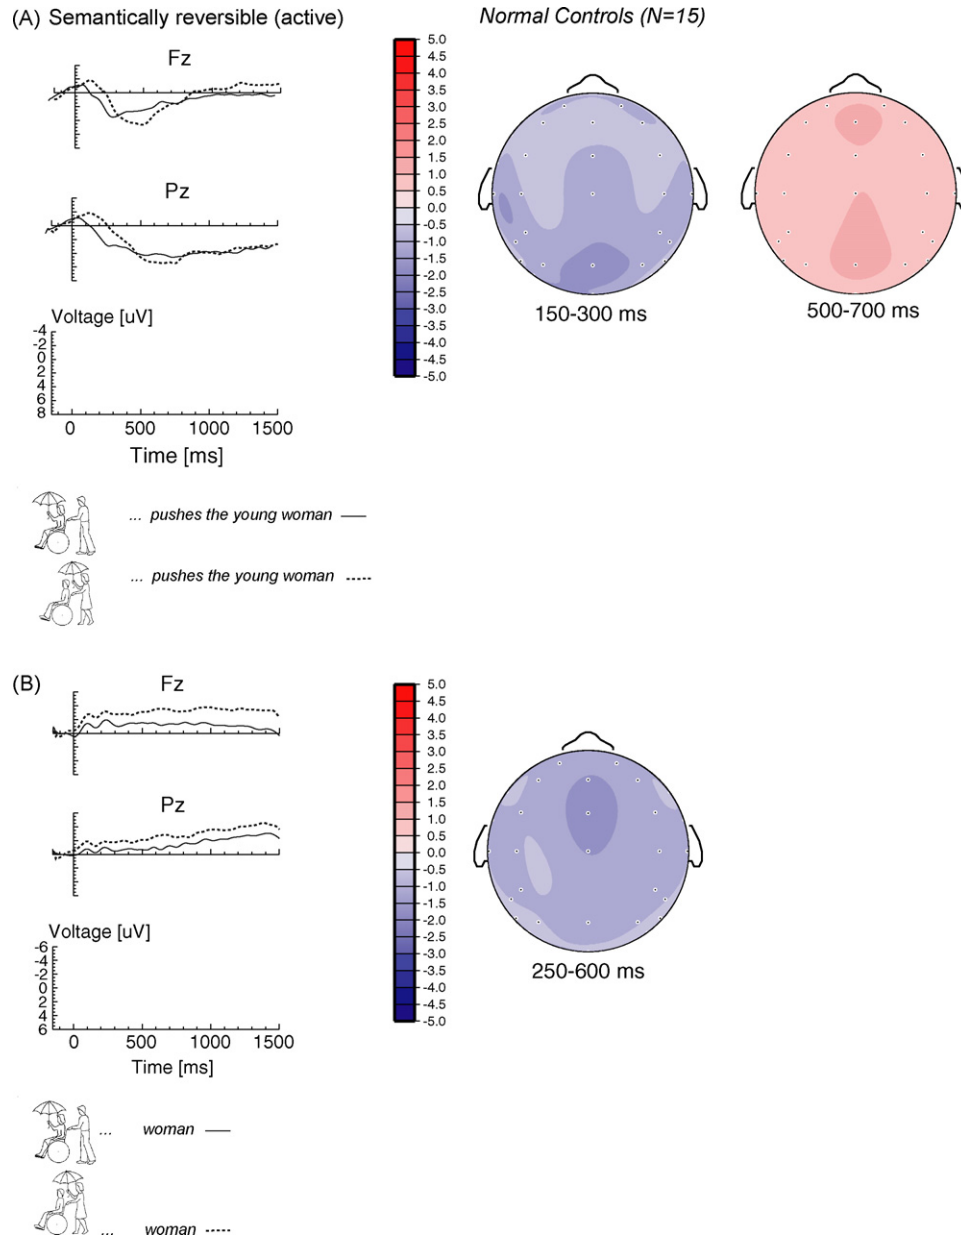 (A) Semantically reversible (active)
Normal Controls (N=15)
Fz
Pz
Voltage [uV]
-4
-2
0
2
4
6
8
0 500 1000 1500
Time [ms]
5.0
4.5
4.0
3.5
3.0
2.5
2.0
1.5
1.0
0.5
0.0
-0.5
-1.0
-1.5
-2.0
-2.5
-3.0
-3.5
-4.0
-4.5
-5.0
150-300 ms
500-700 ms
... pushes the young woman
... pushes the young woman
(B)
Fz
Pz
Voltage [uV]
-6
-4
-2
0
2
4
6
0 500 1000 1500
Time [ms]
5.0
4.5
4.0
3.5
3.0
2.5
2.0
1.5
1.0
0.5
0.0
-0.5
-1.0
-1.5
-2.0
-2.5
-3.0
-3.5
-4.0
-4.5
-5.0
250-600 ms
... woman
... woman